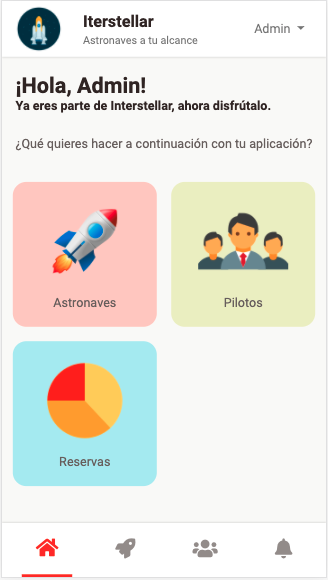 Iterstellar
Astronaves a tu alcance
Admin
¡Hola, Admin!
Ya eres parte de Interstellar, ahora disfrútalo.
¿Qué quieres hacer a continuación con tu aplicación?
Astronaves
Pilotos
Reservas